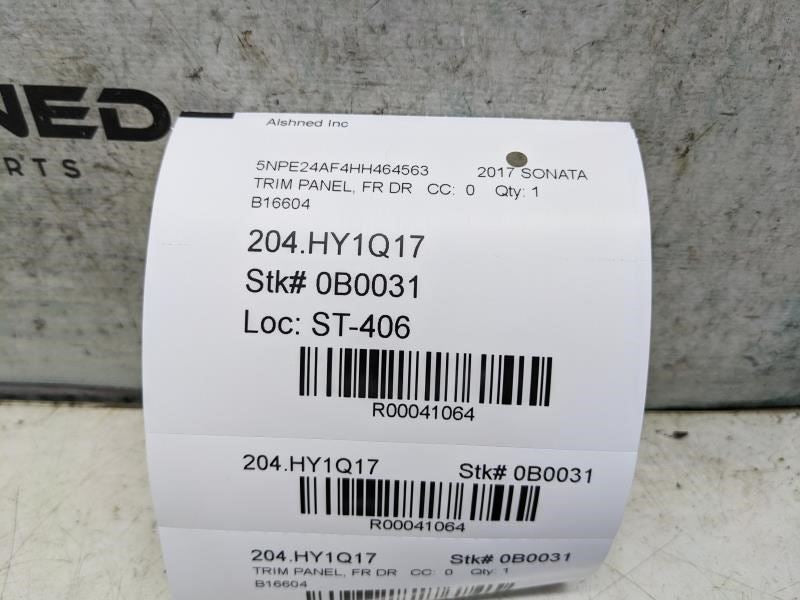 NED
RTS
Alshned Inc
5NPE24AF4HH464563 2017 SONATA
TRIM PANEL, FR DR CC: 0 Qty: 1
B16604
204.HY1Q17
Stk# 0B0031
Loc: ST-406
R00041064
204.HY1Q17 Stk# 0B0031
R00041064
204.HY1Q17 Stk# 0B0031
TRIM PANEL, FR DR CC: 0 Qty: 1
B16604